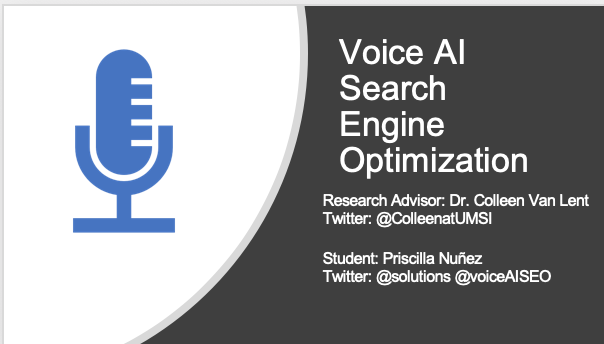 Voice AI
Search
Engine
Optimization
Research Advisor: Dr. Colleen Van Lent
Twitter: @ColleenatUMSI
Student: Priscilla Nuñez
Twitter: @solutions @voiceAISEO